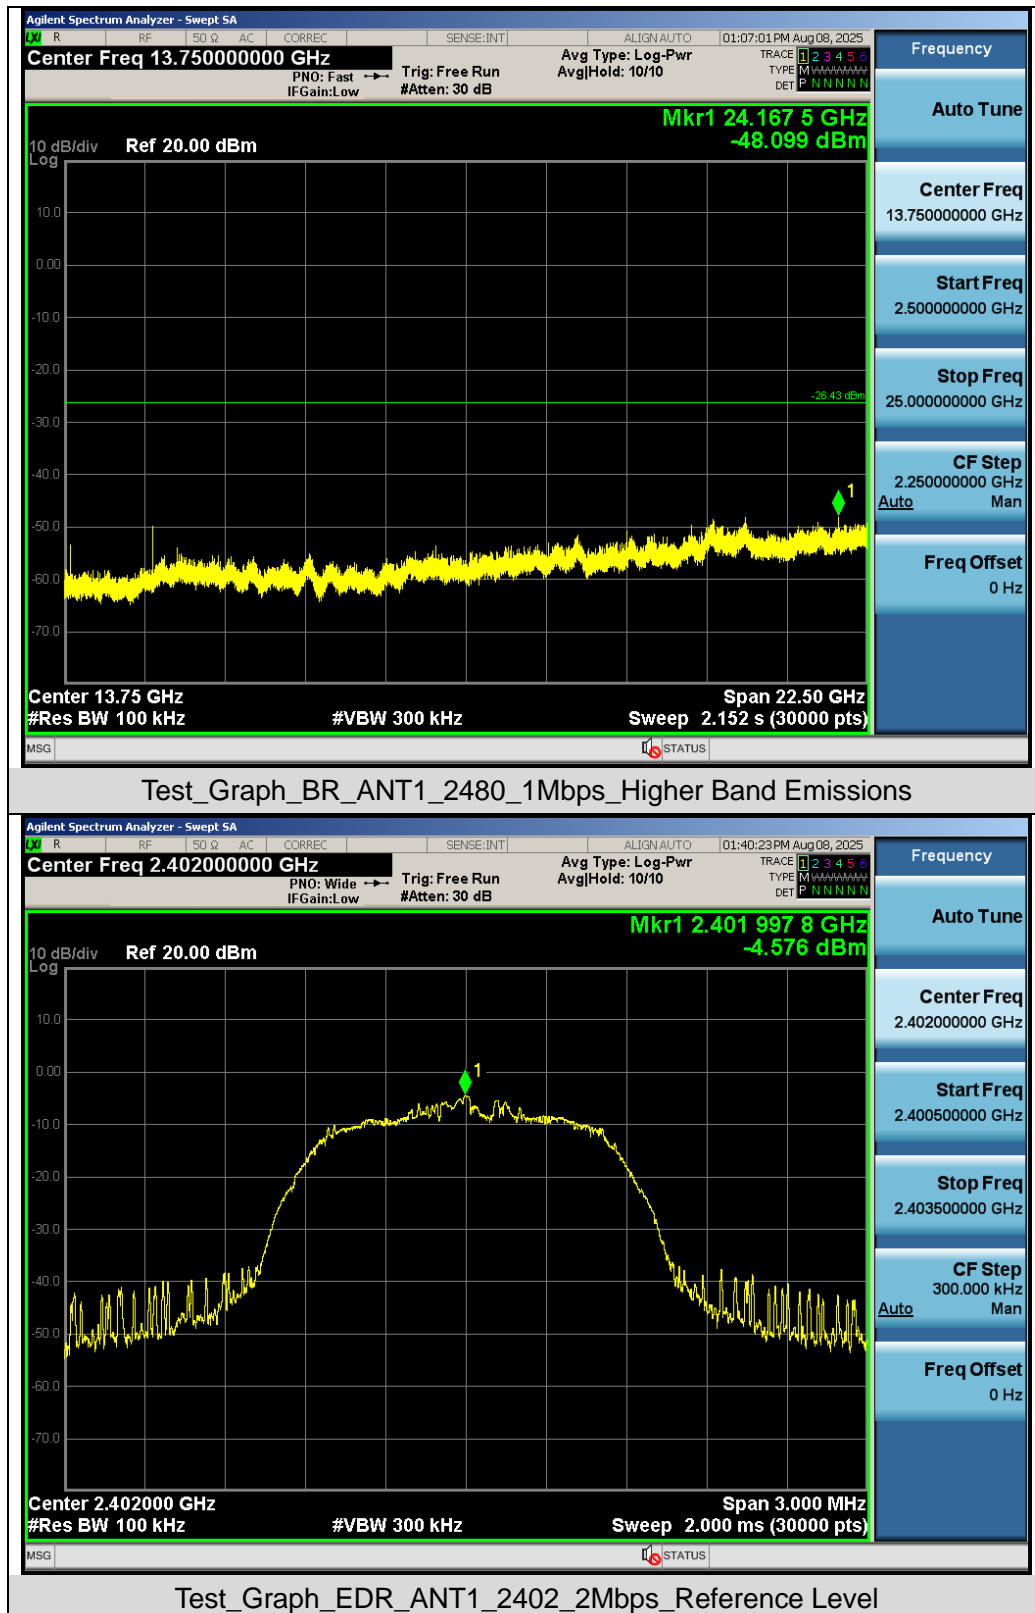 Agilent Spectrum Analyzer - Swept SA
LXI R RF 50 Ω AC CORREC SENSE:INT ALIGN AUTO 01:07:01 PM Aug 08, 2025
Center Freq 13.750000000 GHz
PNO: Fast
IFGain:Low
Trig: Free Run
#Atten: 30 dB
Avg Type: Log-Pwr
Avg|Hold: 10/10
TRACE 1 2 3 4 5 6
TYPE M
DET P N N N N N
Mkr1 24.167 5 GHz
-48.099 dBm
10 dB/div Ref 20.00 dBm
Log
10.0
0.00
-10.0
-20.0
-26.43 dBm
-30.0
-40.0
1
-50.0
-60.0
-70.0
Center 13.75 GHz Span 22.50 GHz
#Res BW 100 kHz #VBW 300 kHz Sweep 2.152 s (30000 pts)
MSG STATUS
Frequency
Auto Tune
Center Freq
13.750000000 GHz
Start Freq
2.500000000 GHz
Stop Freq
25.000000000 GHz
CF Step
2.250000000 GHz
Auto Man
Freq Offset
0 Hz
Test_Graph_BR_ANT1_2480_1Mbps_Higher Band Emissions
Agilent Spectrum Analyzer - Swept SA
LXI R RF 50 Ω AC CORREC SENSE:INT ALIGN AUTO 01:40:23 PM Aug 08, 2025
Center Freq 2.402000000 GHz
PNO: Wide
IFGain:Low
Trig: Free Run
#Atten: 30 dB
Avg Type: Log-Pwr
Avg|Hold: 10/10
TRACE 1 2 3 4 5 6
TYPE M
DET P N N N N N
Mkr1 2.401 997 8 GHz
-4.576 dBm
10 dB/div Ref 20.00 dBm
Log
10.0
0.00
1
-10.0
-20.0
-30.0
-40.0
-50.0
-60.0
-70.0
Center 2.402000 GHz Span 3.000 MHz
#Res BW 100 kHz #VBW 300 kHz Sweep 2.000 ms (30000 pts)
MSG STATUS
Frequency
Auto Tune
Center Freq
2.402000000 GHz
Start Freq
2.400500000 GHz
Stop Freq
2.403500000 GHz
CF Step
300.000 kHz
Auto Man
Freq Offset
0 Hz
Test_Graph_EDR_ANT1_2402_2Mbps_Reference Level